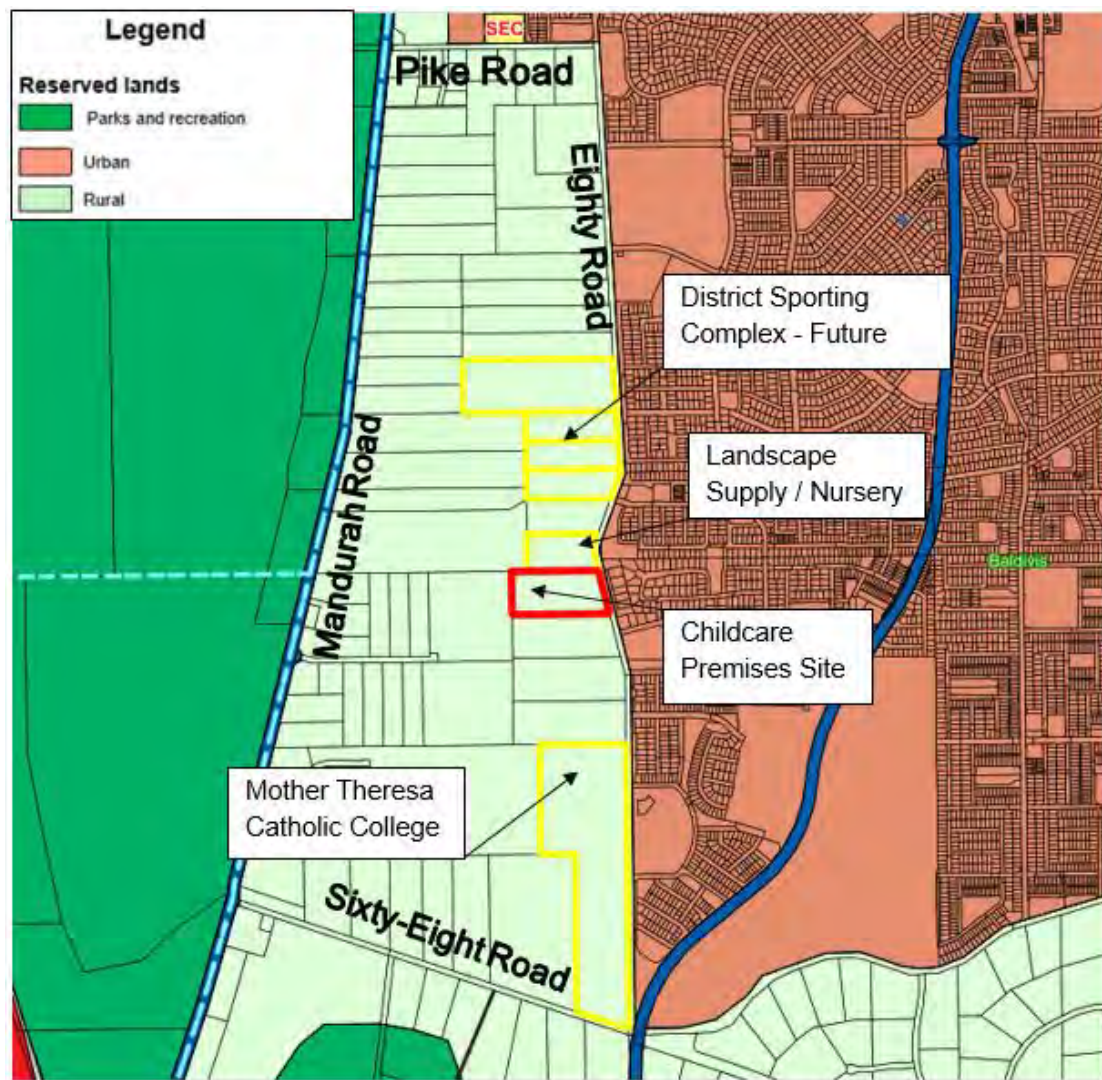 Legend
Reserved lands
Parks and recreation
Urban
Rural
SEC
Pike Road
Eighty Road
District Sporting
Complex - Future
Landscape
Supply / Nursery
Mandurah Road
Baldivis
Childcare
Premises Site
Mother Theresa
Catholic College
Sixty-Eight Road